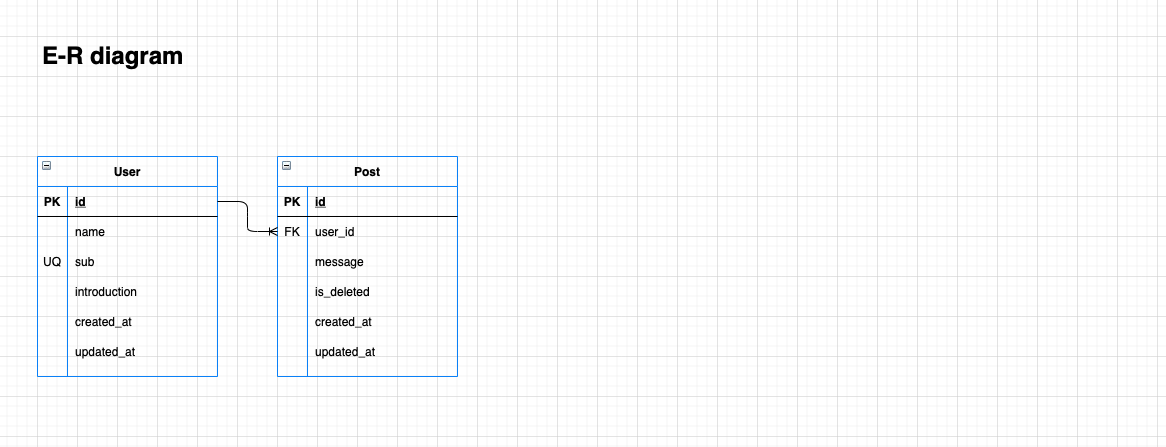 E-R diagram
User
PK id
name
UQ sub
introduction
created_at
updated_at
Post
PK id
FK user_id
message
is_deleted
created_at
updated_at